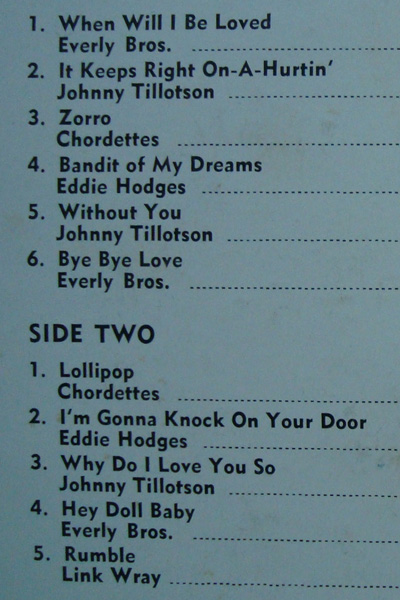 1. When Will I Be Loved
Everly Bros.
2. It Keeps Right On-A-Hurtin'
Johnny Tillotson
3. Zorro
Chordettes
4. Bandit of My Dreams
Eddie Hodges
5. Without You
Johnny Tillotson
6. Bye Bye Love
Everly Bros.
SIDE TWO
1. Lollipop
Chordettes
2. I'm Gonna Knock On Your Door
Eddie Hodges
3. Why Do I Love You So
Johnny Tillotson
4. Hey Doll Baby
Everly Bros.
5. Rumble
Link Wray